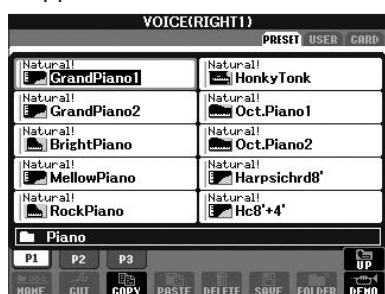 VOICE(RIGHT1)
PRESET USER CARD
Natural!
GrandPiano1
Natural!
HonkyTonk
Natural!
GrandPiano2
Natural!
Oct.Piano1
Natural!
BrightPiano
Natural!
Oct.Piano2
Natural!
MellowPiano
Natural!
Harpsichrd8'
Natural!
RockPiano
Natural!
Hc8'+4'
Piano
P1 P2 P3 UP
NAME CUT COPY PASTE DELETE SAVE FOLDER DEMO